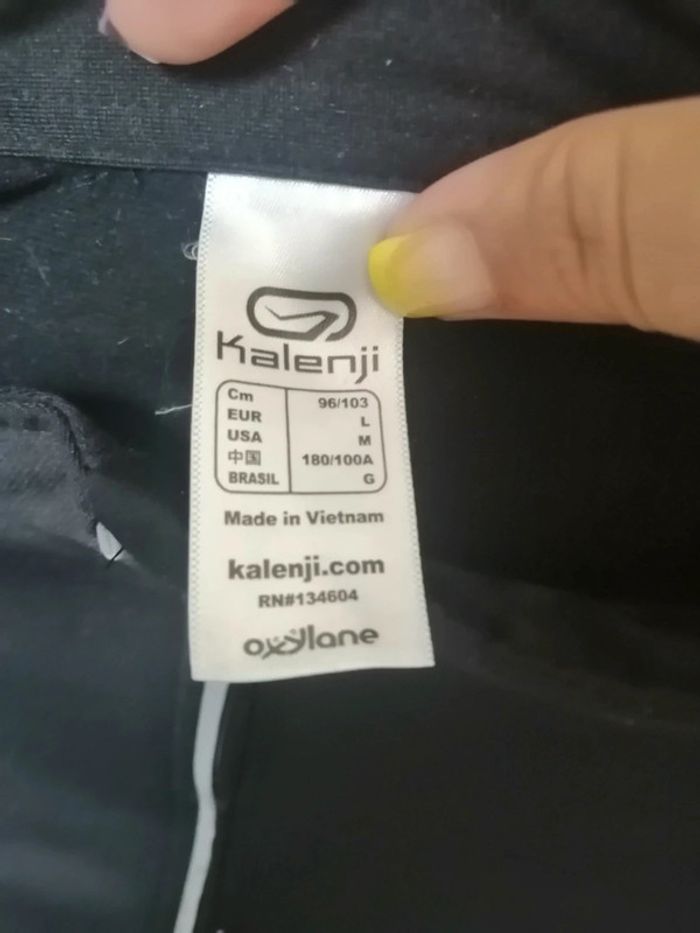 Kalenji
Cm 96/103
EUR L
USA M
中国 180/100A
BRASIL G
Made in Vietnam
kalenji.com
RN#134604
oxylane